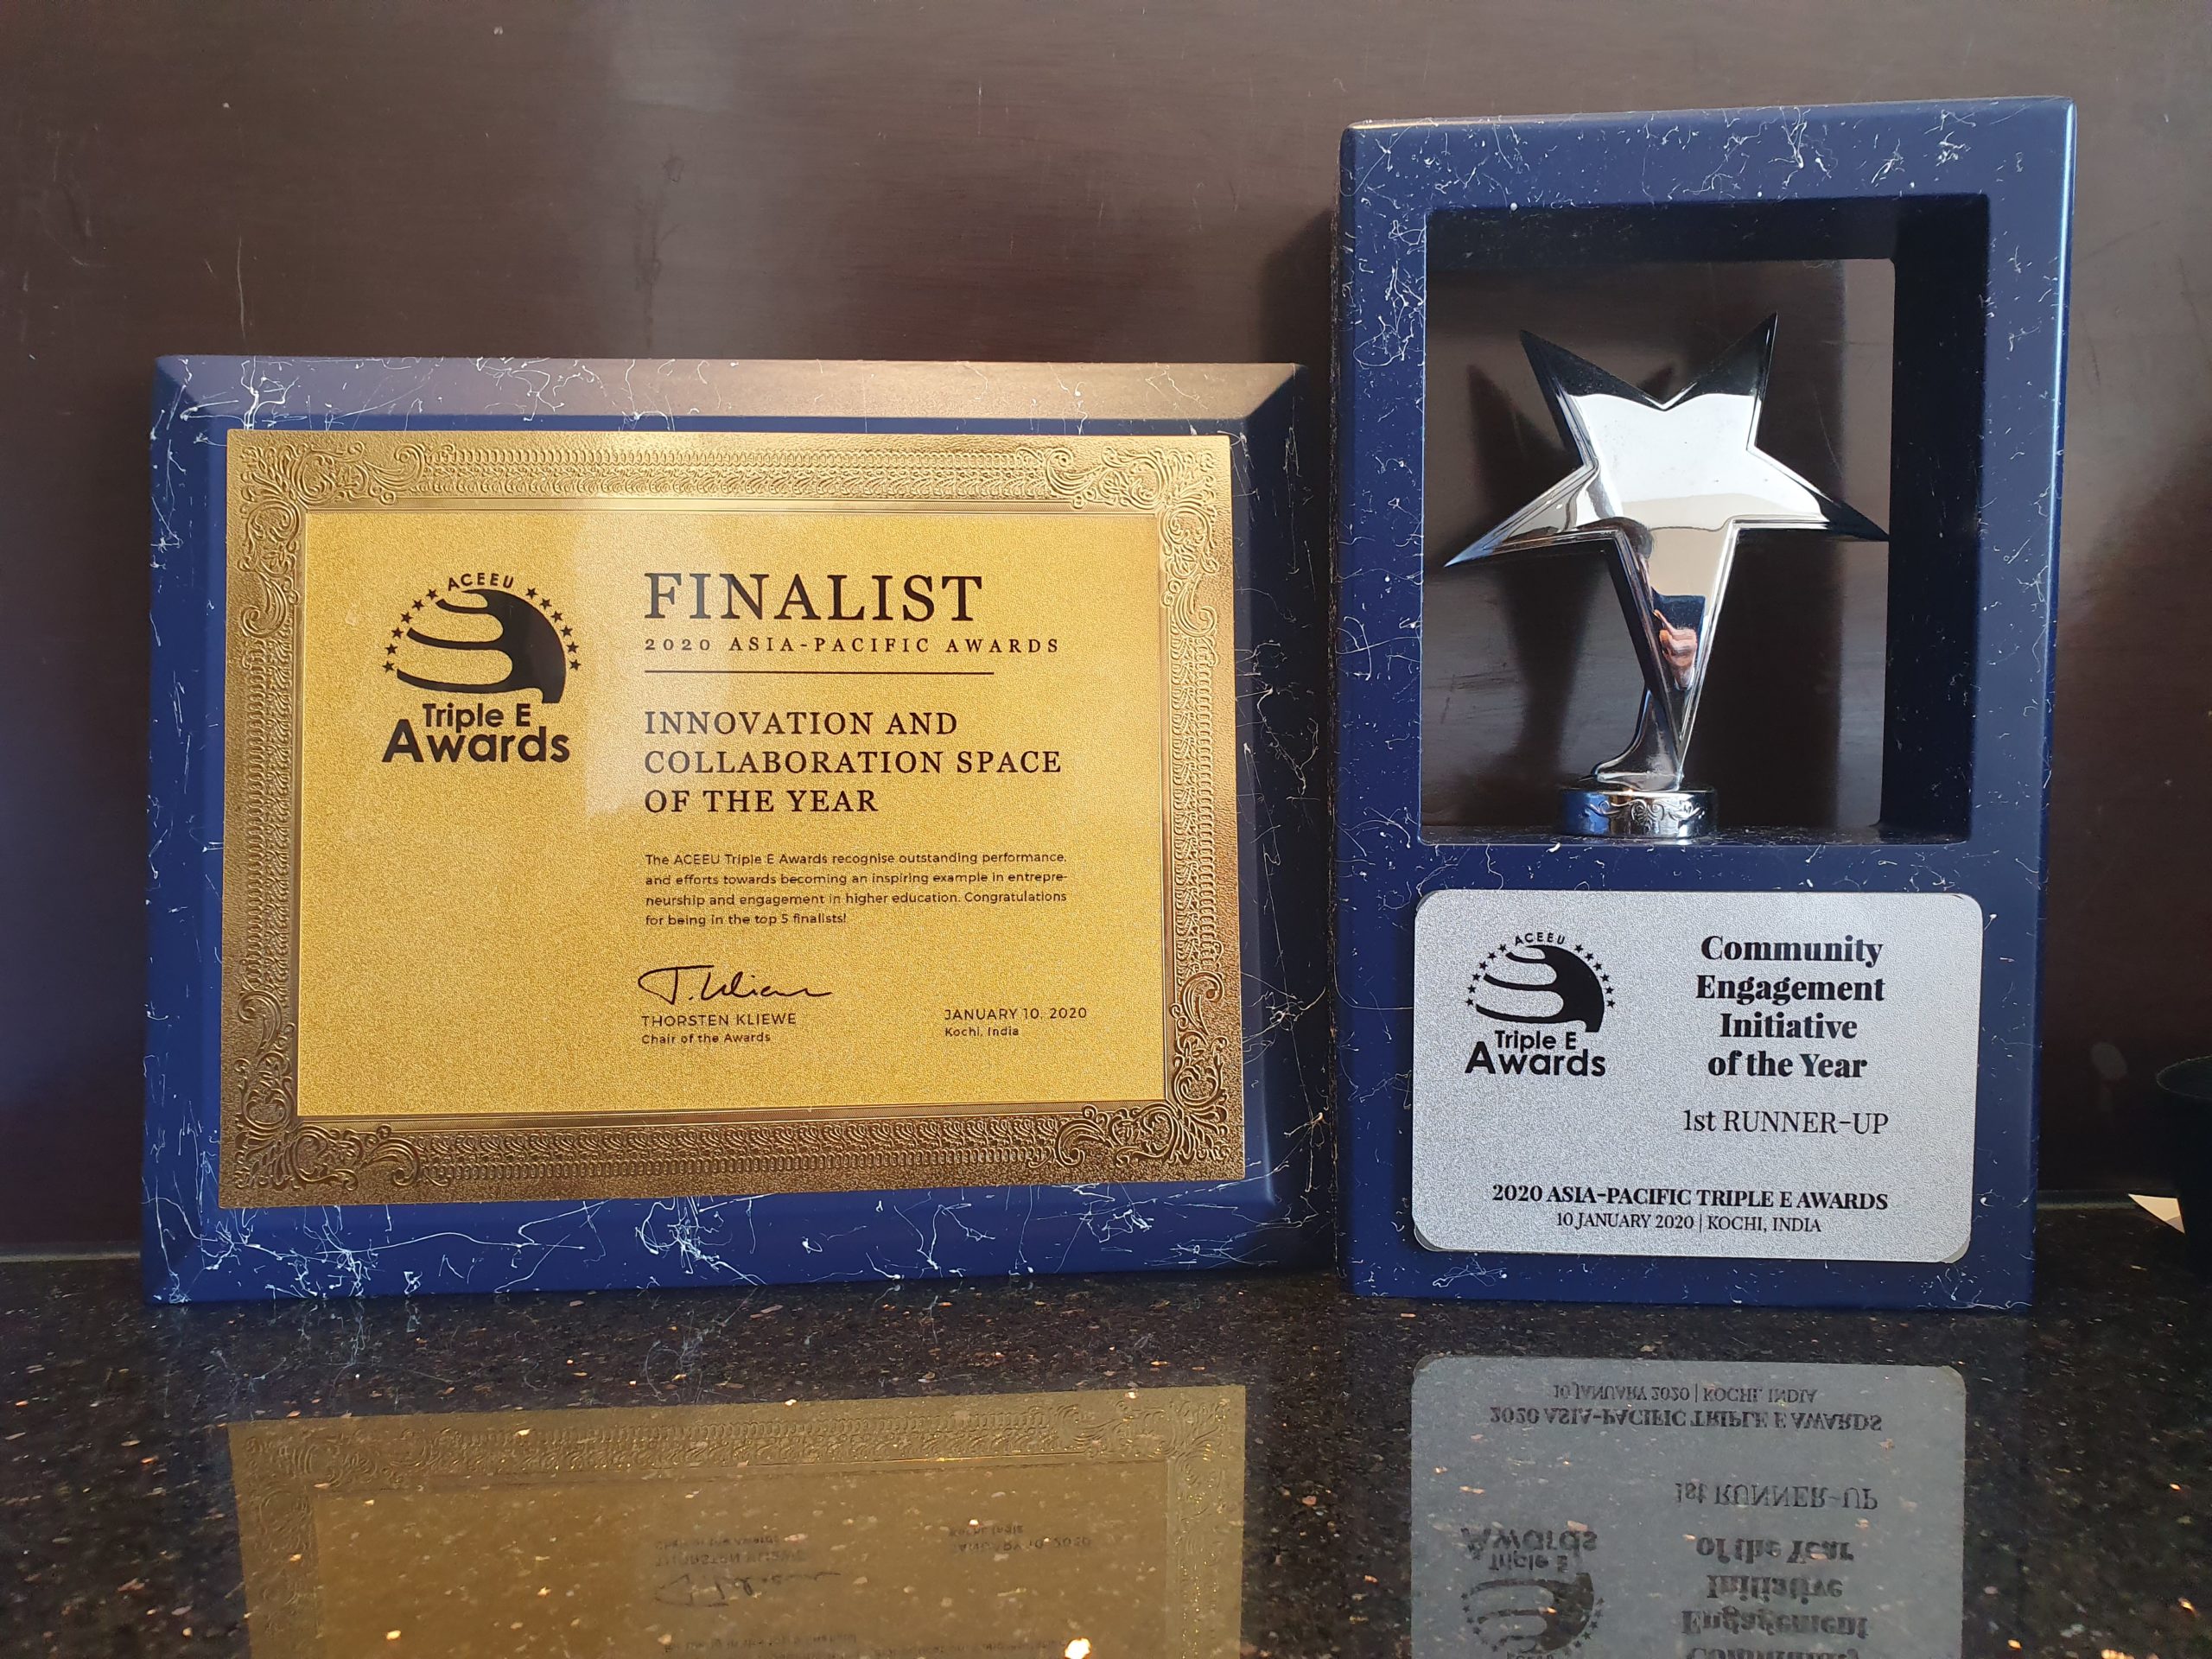 ACEEU
Triple E
Awards
FINALIST
2020 ASIA-PACIFIC AWARDS
INNOVATION AND
COLLABORATION SPACE
OF THE YEAR
The ACEEU Triple E Awards recognise outstanding performance,
and efforts towards becoming an inspiring example in entrepre-
neurship and engagement in higher education. Congratulations
for being in the top 5 finalists!
THORSTEN KLIEWE
Chair of the Awards
JANUARY 10, 2020
Kochi, India
ACEEU
Triple E
Awards
Community
Engagement
Initiative
of the Year
1st RUNNER-UP
2020 ASIA-PACIFIC TRIPLE E AWARDS
10 JANUARY 2020 | KOCHI, INDIA